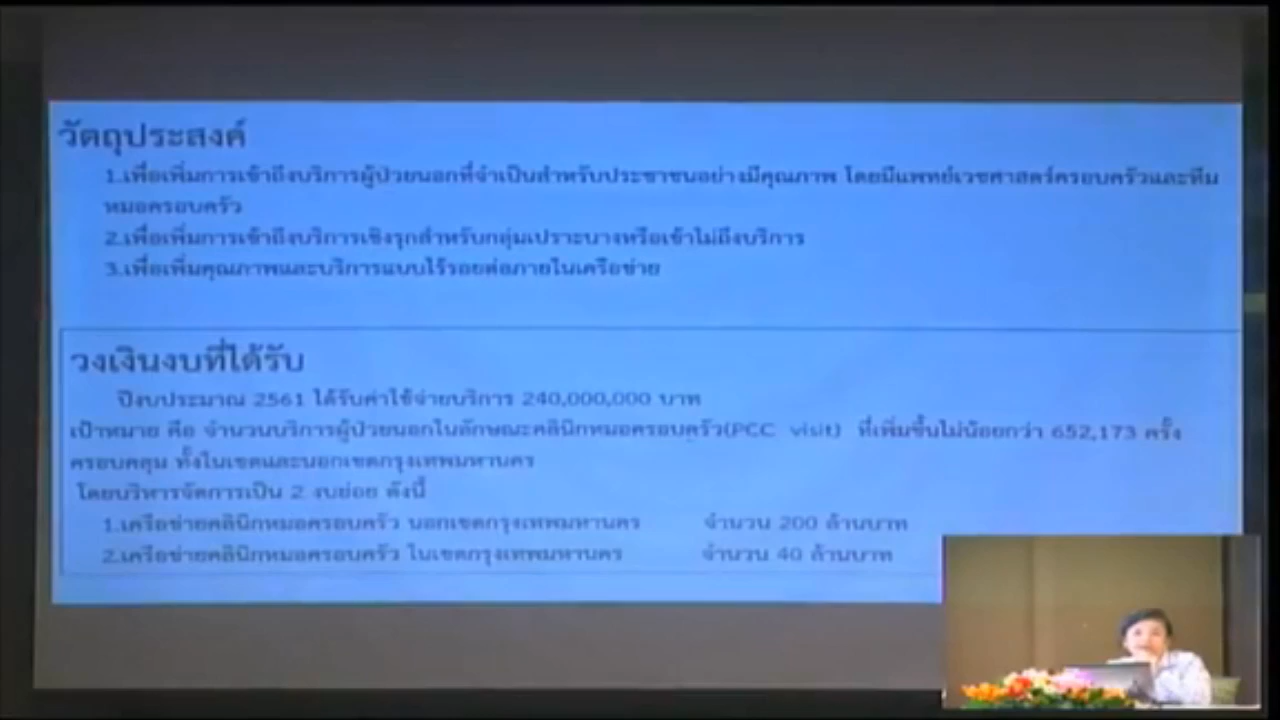 วัตถุประสงค์
1.เพื่อเพิ่มการเข้าถึงบริการผู้ป่วยนอกที่จำเป็นสำหรับประชาชนอย่างมีคุณภาพ โดยมีแพทย์เวชศาสตร์ครอบครัวและทีม
หมอครอบครัว
2.เพื่อเพิ่มการเข้าถึงบริการเชิงรุกสำหรับกลุ่มเปราะบางหรือเข้าไม่ถึงบริการ
3.เพื่อเพิ่มคุณภาพและบริการแบบไร้รอยต่อภายในเครือข่าย
วงเงินงบที่ได้รับ
ปีงบประมาณ 2561 ได้รับค่าใช้จ่ายบริการ 240,000,000 บาท
เป้าหมาย คือ จำนวนบริการผู้ป่วยนอกในลักษณะคลินิกหมอครอบครัว(PCC visit) ที่เพิ่มขึ้นไม่น้อยกว่า 652,173 ครั้ง
ครอบคลุม ทั้งในเขตและนอกเขตกรุงเทพมหานคร
โดยบริหารจัดการเป็น 2 งบย่อย ดังนี้
1.เครือข่ายคลินิกหมอครอบครัว นอกเขตกรุงเทพมหานคร จำนวน 200 ล้านบาท
2.เครือข่ายคลินิกหมอครอบครัว ในเขตกรุงเทพมหานคร จำนวน 40 ล้านบาท